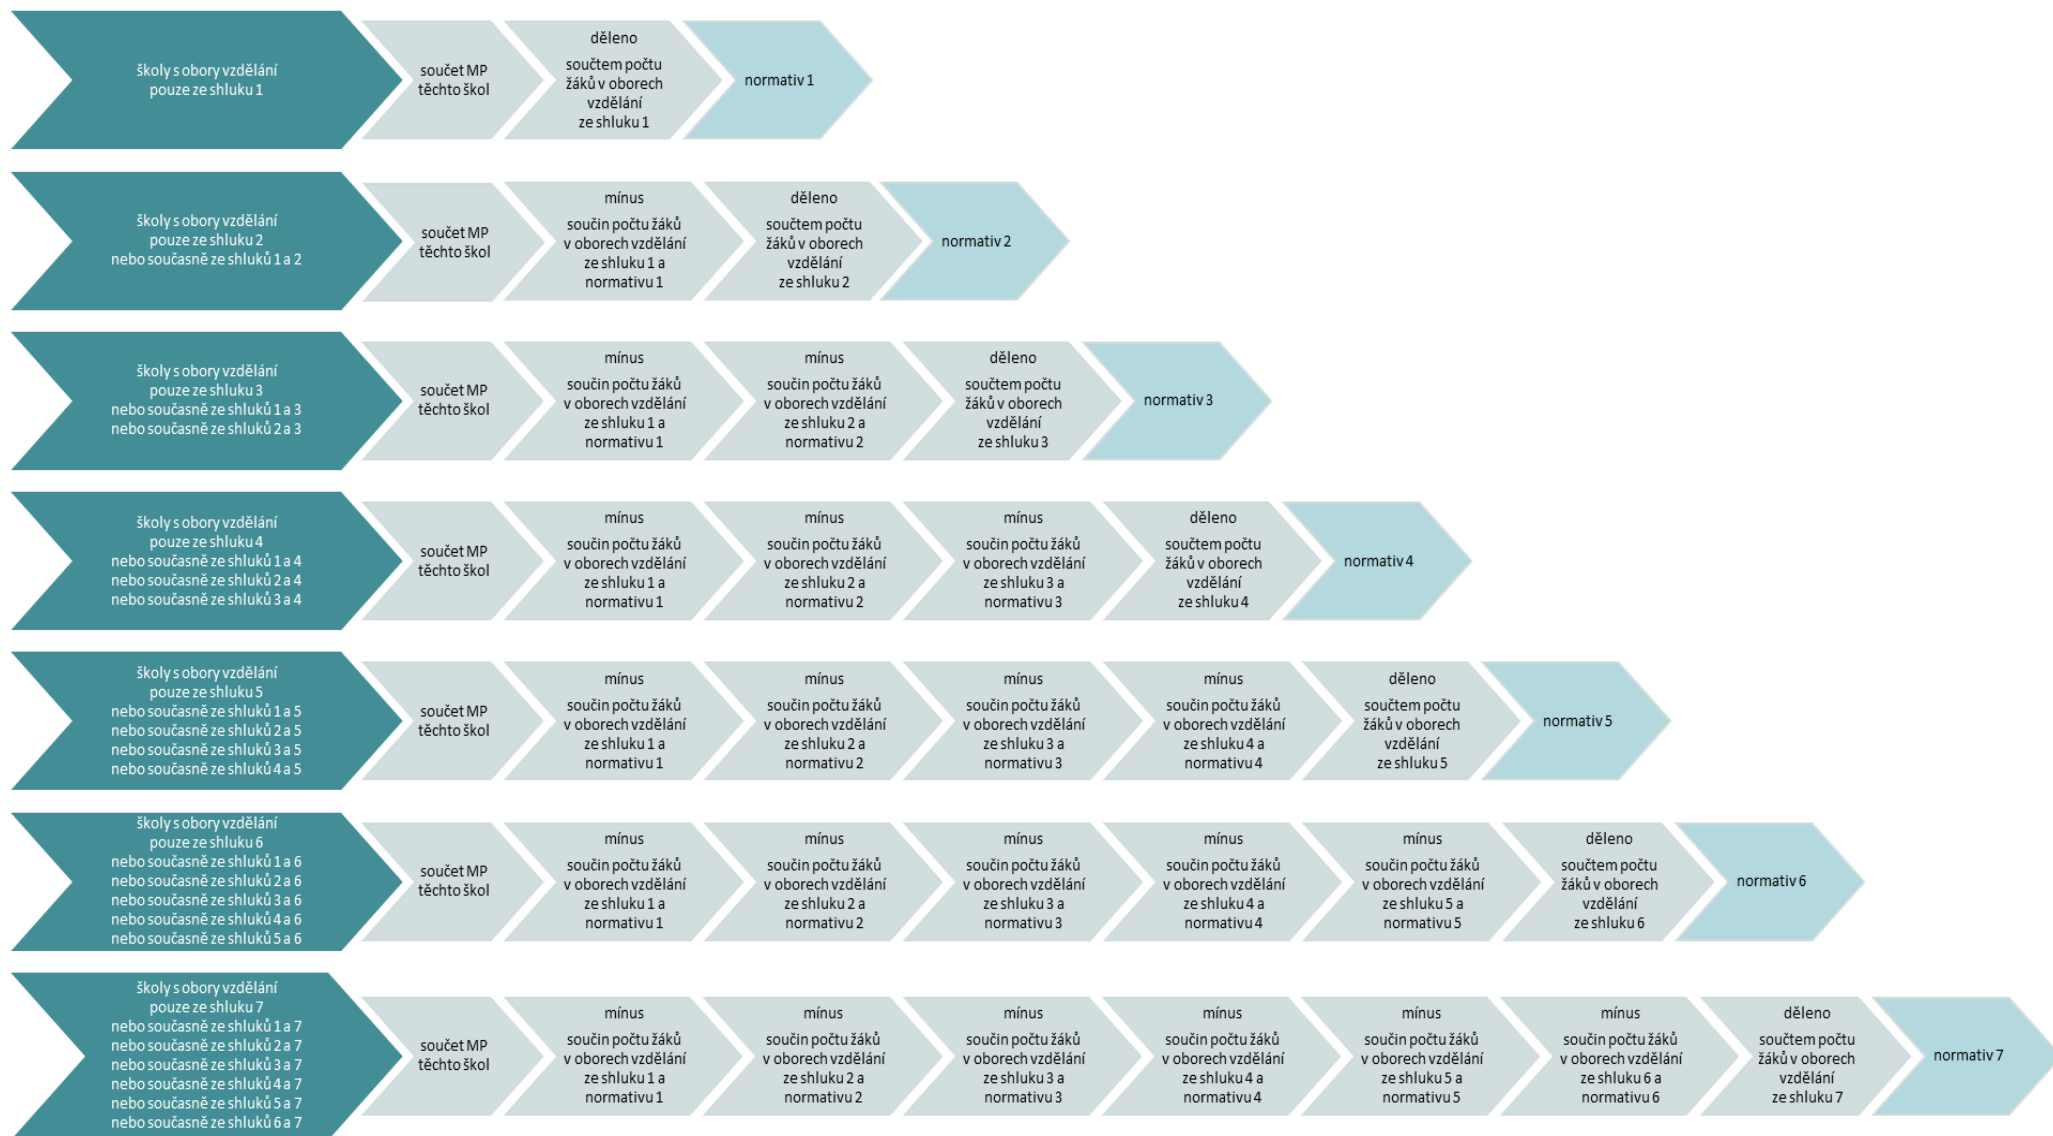 školy s obory vzdělání
pouze ze shluku 1
součet MP
těchto škol
děleno
součtem počtu
žáků v oborech
vzdělání
ze shluku 1
normativ 1
školy s obory vzdělání
pouze ze shluku 2
nebo současně ze shluků 1 a 2
součet MP
těchto škol
mínus
součin počtu žáků
v oborech vzdělání
ze shluku 1 a
normativu 1
děleno
součtem počtu
žáků v oborech
vzdělání
ze shluku 2
normativ 2
školy s obory vzdělání
pouze ze shluku 3
nebo současně ze shluků 1 a 3
nebo současně ze shluků 2 a 3
součet MP
těchto škol
mínus
součin počtu žáků
v oborech vzdělání
ze shluku 1 a
normativu 1
mínus
součin počtu žáků
v oborech vzdělání
ze shluku 2 a
normativu 2
děleno
součtem počtu
žáků v oborech
vzdělání
ze shluku 3
normativ 3
školy s obory vzdělání
pouze ze shluku 4
nebo současně ze shluků 1 a 4
nebo současně ze shluků 2 a 4
nebo současně ze shluků 3 a 4
součet MP
těchto škol
mínus
součin počtu žáků
v oborech vzdělání
ze shluku 1 a
normativu 1
mínus
součin počtu žáků
v oborech vzdělání
ze shluku 2 a
normativu 2
mínus
součin počtu žáků
v oborech vzdělání
ze shluku 3 a
normativu 3
děleno
součtem počtu
žáků v oborech
vzdělání
ze shluku 4
normativ 4
školy s obory vzdělání
pouze ze shluku 5
nebo současně ze shluků 1 a 5
nebo současně ze shluků 2 a 5
nebo současně ze shluků 3 a 5
nebo současně ze shluků 4 a 5
součet MP
těchto škol
mínus
součin počtu žáků
v oborech vzdělání
ze shluku 1 a
normativu 1
mínus
součin počtu žáků
v oborech vzdělání
ze shluku 2 a
normativu 2
mínus
součin počtu žáků
v oborech vzdělání
ze shluku 3 a
normativu 3
mínus
součin počtu žáků
v oborech vzdělání
ze shluku 4 a
normativu 4
děleno
součtem počtu
žáků v oborech
vzdělání
ze shluku 5
normativ 5
školy s obory vzdělání
pouze ze shluku 6
nebo současně ze shluků 1 a 6
nebo současně ze shluků 2 a 6
nebo současně ze shluků 3 a 6
nebo současně ze shluků 4 a 6
nebo současně ze shluků 5 a 6
součet MP
těchto škol
mínus
součin počtu žáků
v oborech vzdělání
ze shluku 1 a
normativu 1
mínus
součin počtu žáků
v oborech vzdělání
ze shluku 2 a
normativu 2
mínus
součin počtu žáků
v oborech vzdělání
ze shluku 3 a
normativu 3
mínus
součin počtu žáků
v oborech vzdělání
ze shluku 4 a
normativu 4
mínus
součin počtu žáků
v oborech vzdělání
ze shluku 5 a
normativu 5
děleno
součtem počtu
žáků v oborech
vzdělání
ze shluku 6
normativ 6
školy s obory vzdělání
pouze ze shluku 7
nebo současně ze shluků 1 a 7
nebo současně ze shluků 2 a 7
nebo současně ze shluků 3 a 7
nebo současně ze shluků 4 a 7
nebo současně ze shluků 5 a 7
nebo současně ze shluků 6 a 7
součet MP
těchto škol
mínus
součin počtu žáků
v oborech vzdělání
ze shluku 1 a
normativu 1
mínus
součin počtu žáků
v oborech vzdělání
ze shluku 2 a
normativu 2
mínus
součin počtu žáků
v oborech vzdělání
ze shluku 3 a
normativu 3
mínus
součin počtu žáků
v oborech vzdělání
ze shluku 4 a
normativu 4
mínus
součin počtu žáků
v oborech vzdělání
ze shluku 5 a
normativu 5
mínus
součin počtu žáků
v oborech vzdělání
ze shluku 6 a
normativu 6
děleno
součtem počtu
žáků v oborech
vzdělání
ze shluku 7
normativ 7